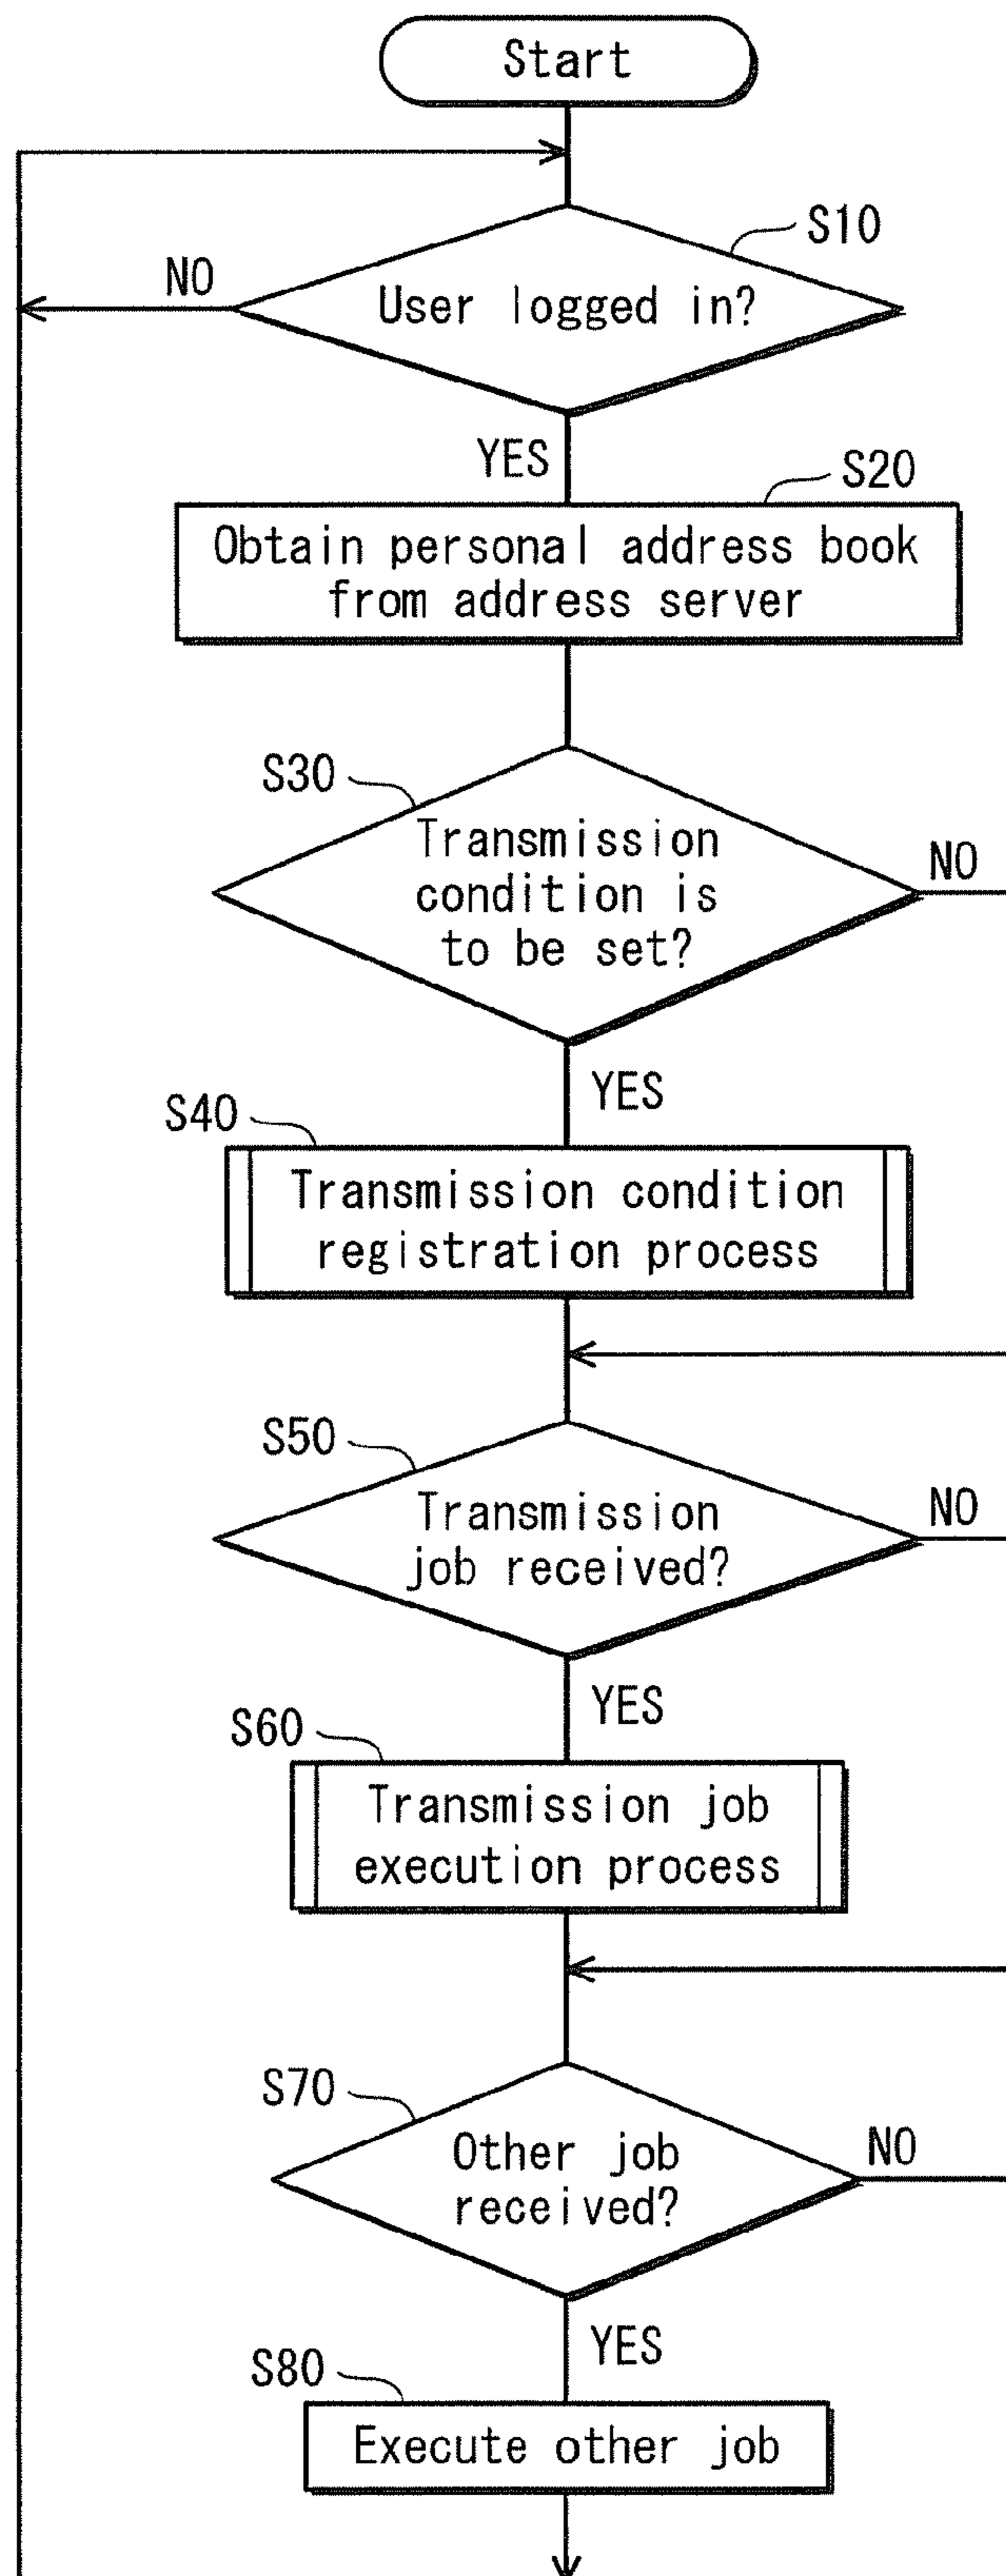 Start
S10
NO
User logged in?
YES
S20
Obtain personal address book
from address server
S30
Transmission
condition is
to be set?
NO
YES
S40
Transmission condition
registration process
S50
Transmission
job received?
NO
YES
S60
Transmission job
execution process
S70
Other job
received?
NO
YES
S80
Execute other job